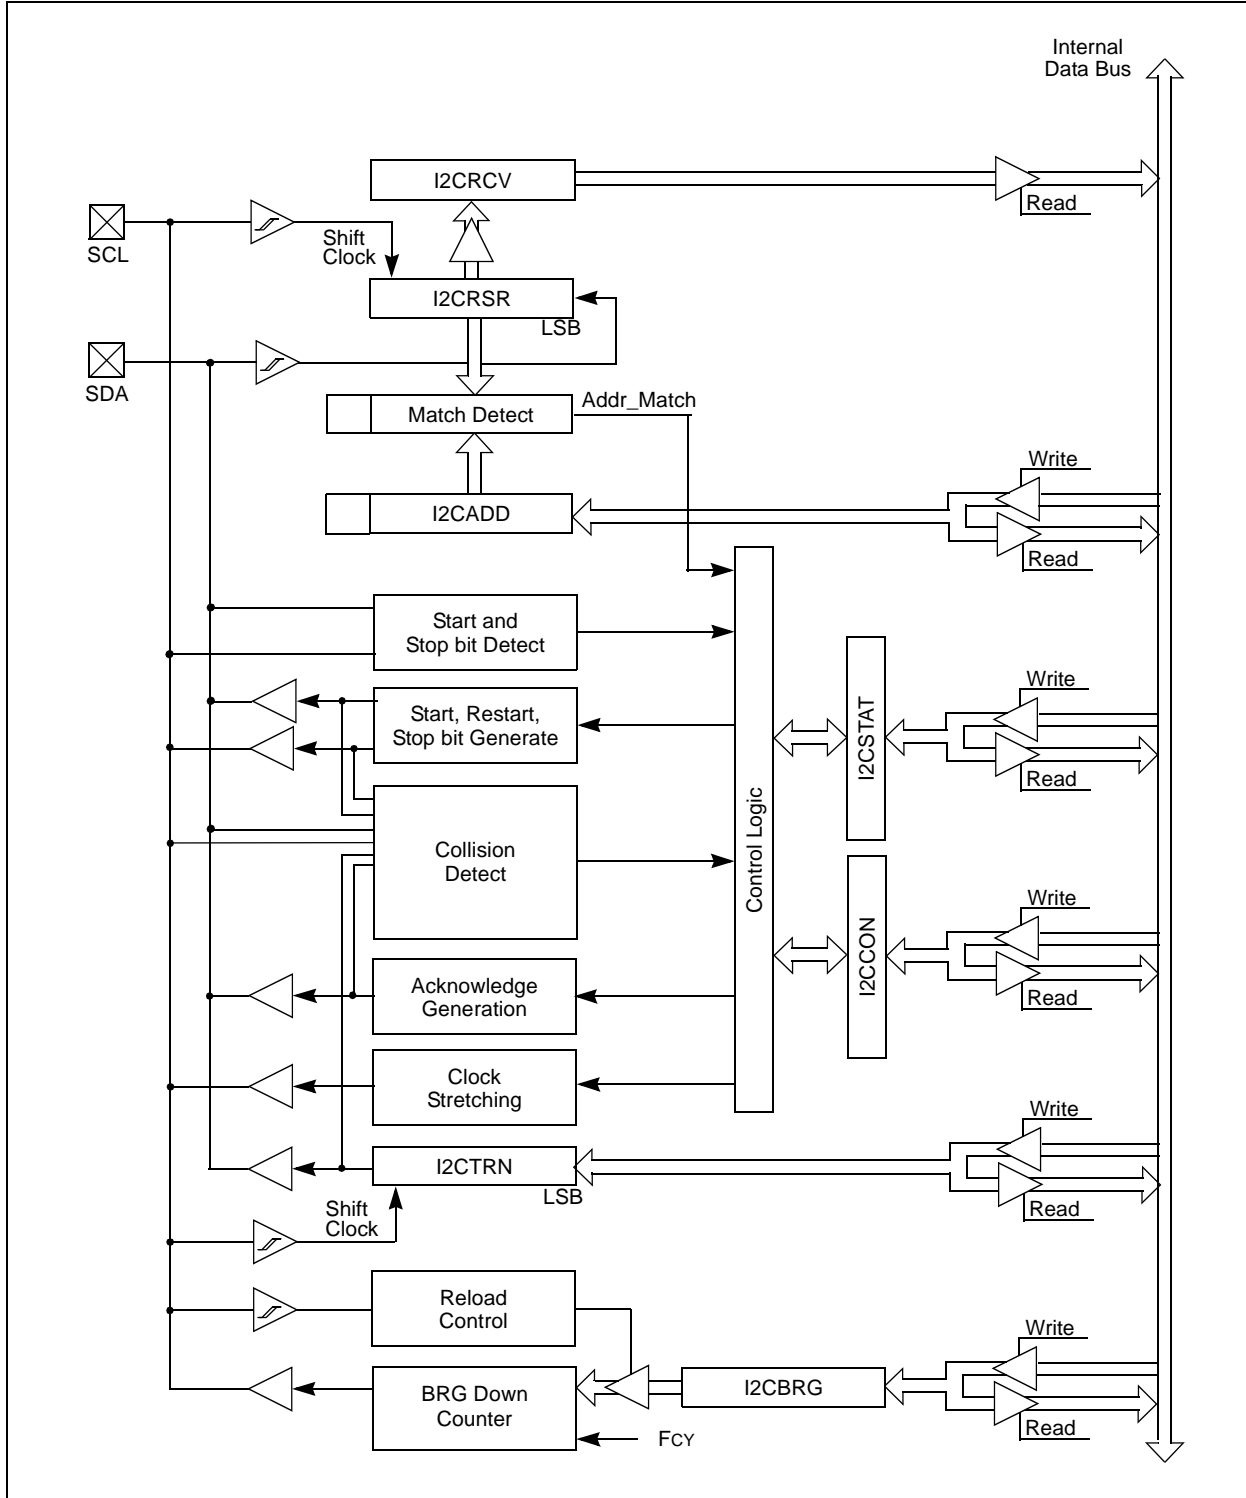 Internal
Data Bus
I2CRCV
Read
SCL
Shift
Clock
I2CRSR
LSB
SDA
Addr_Match
Match Detect
Write
I2CADD
Read
Start and
Stop bit Detect
Write
Start, Restart,
Stop bit Generate
I2CSTAT
Read
Control Logic
Collision
Detect
Write
I2CCON
Read
Acknowledge
Generation
Clock
Stretching
Write
I2CTRN
LSB
Read
Shift
Clock
Reload
Control
Write
I2CBRG
BRG Down
Counter
Read
FCY